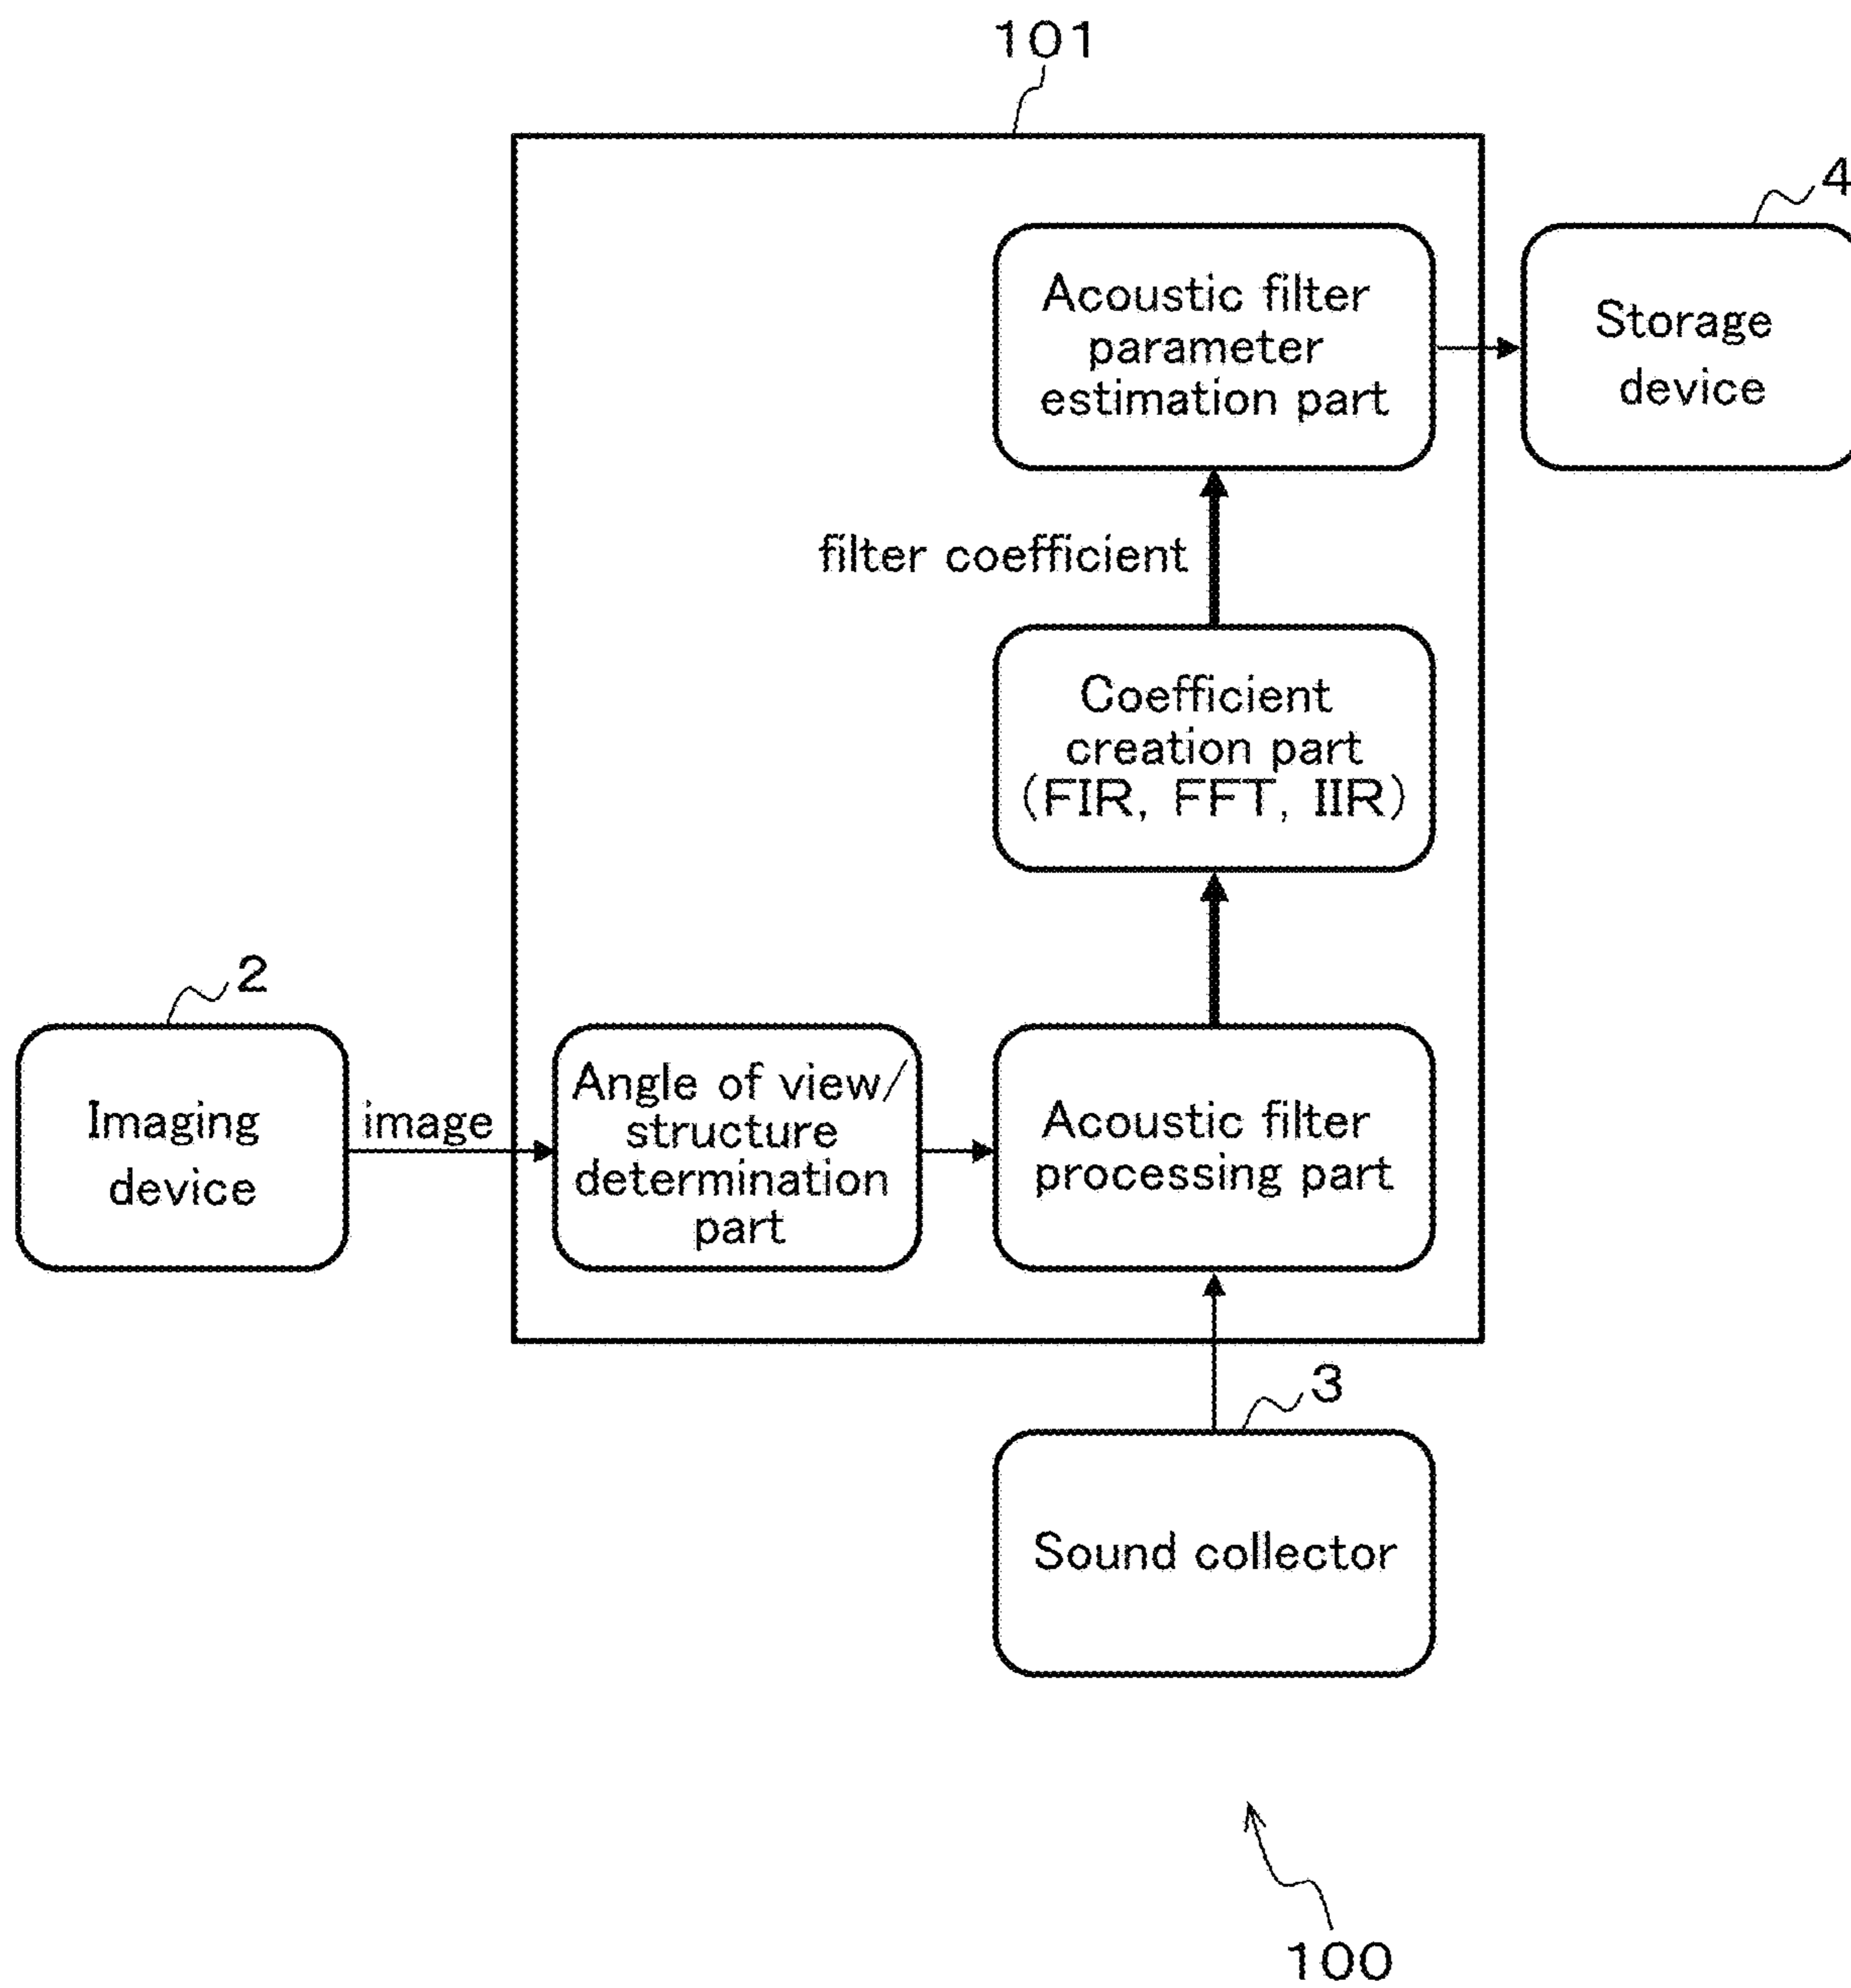 101
4
Acoustic filter
parameter
estimation part
Storage
device
filter coefficient
Coefficient
creation part
(FIR, FFT, IIR)
2
Imaging
device
image
Angle of view/
structure
determination
part
Acoustic filter
processing part
3
Sound collector
100